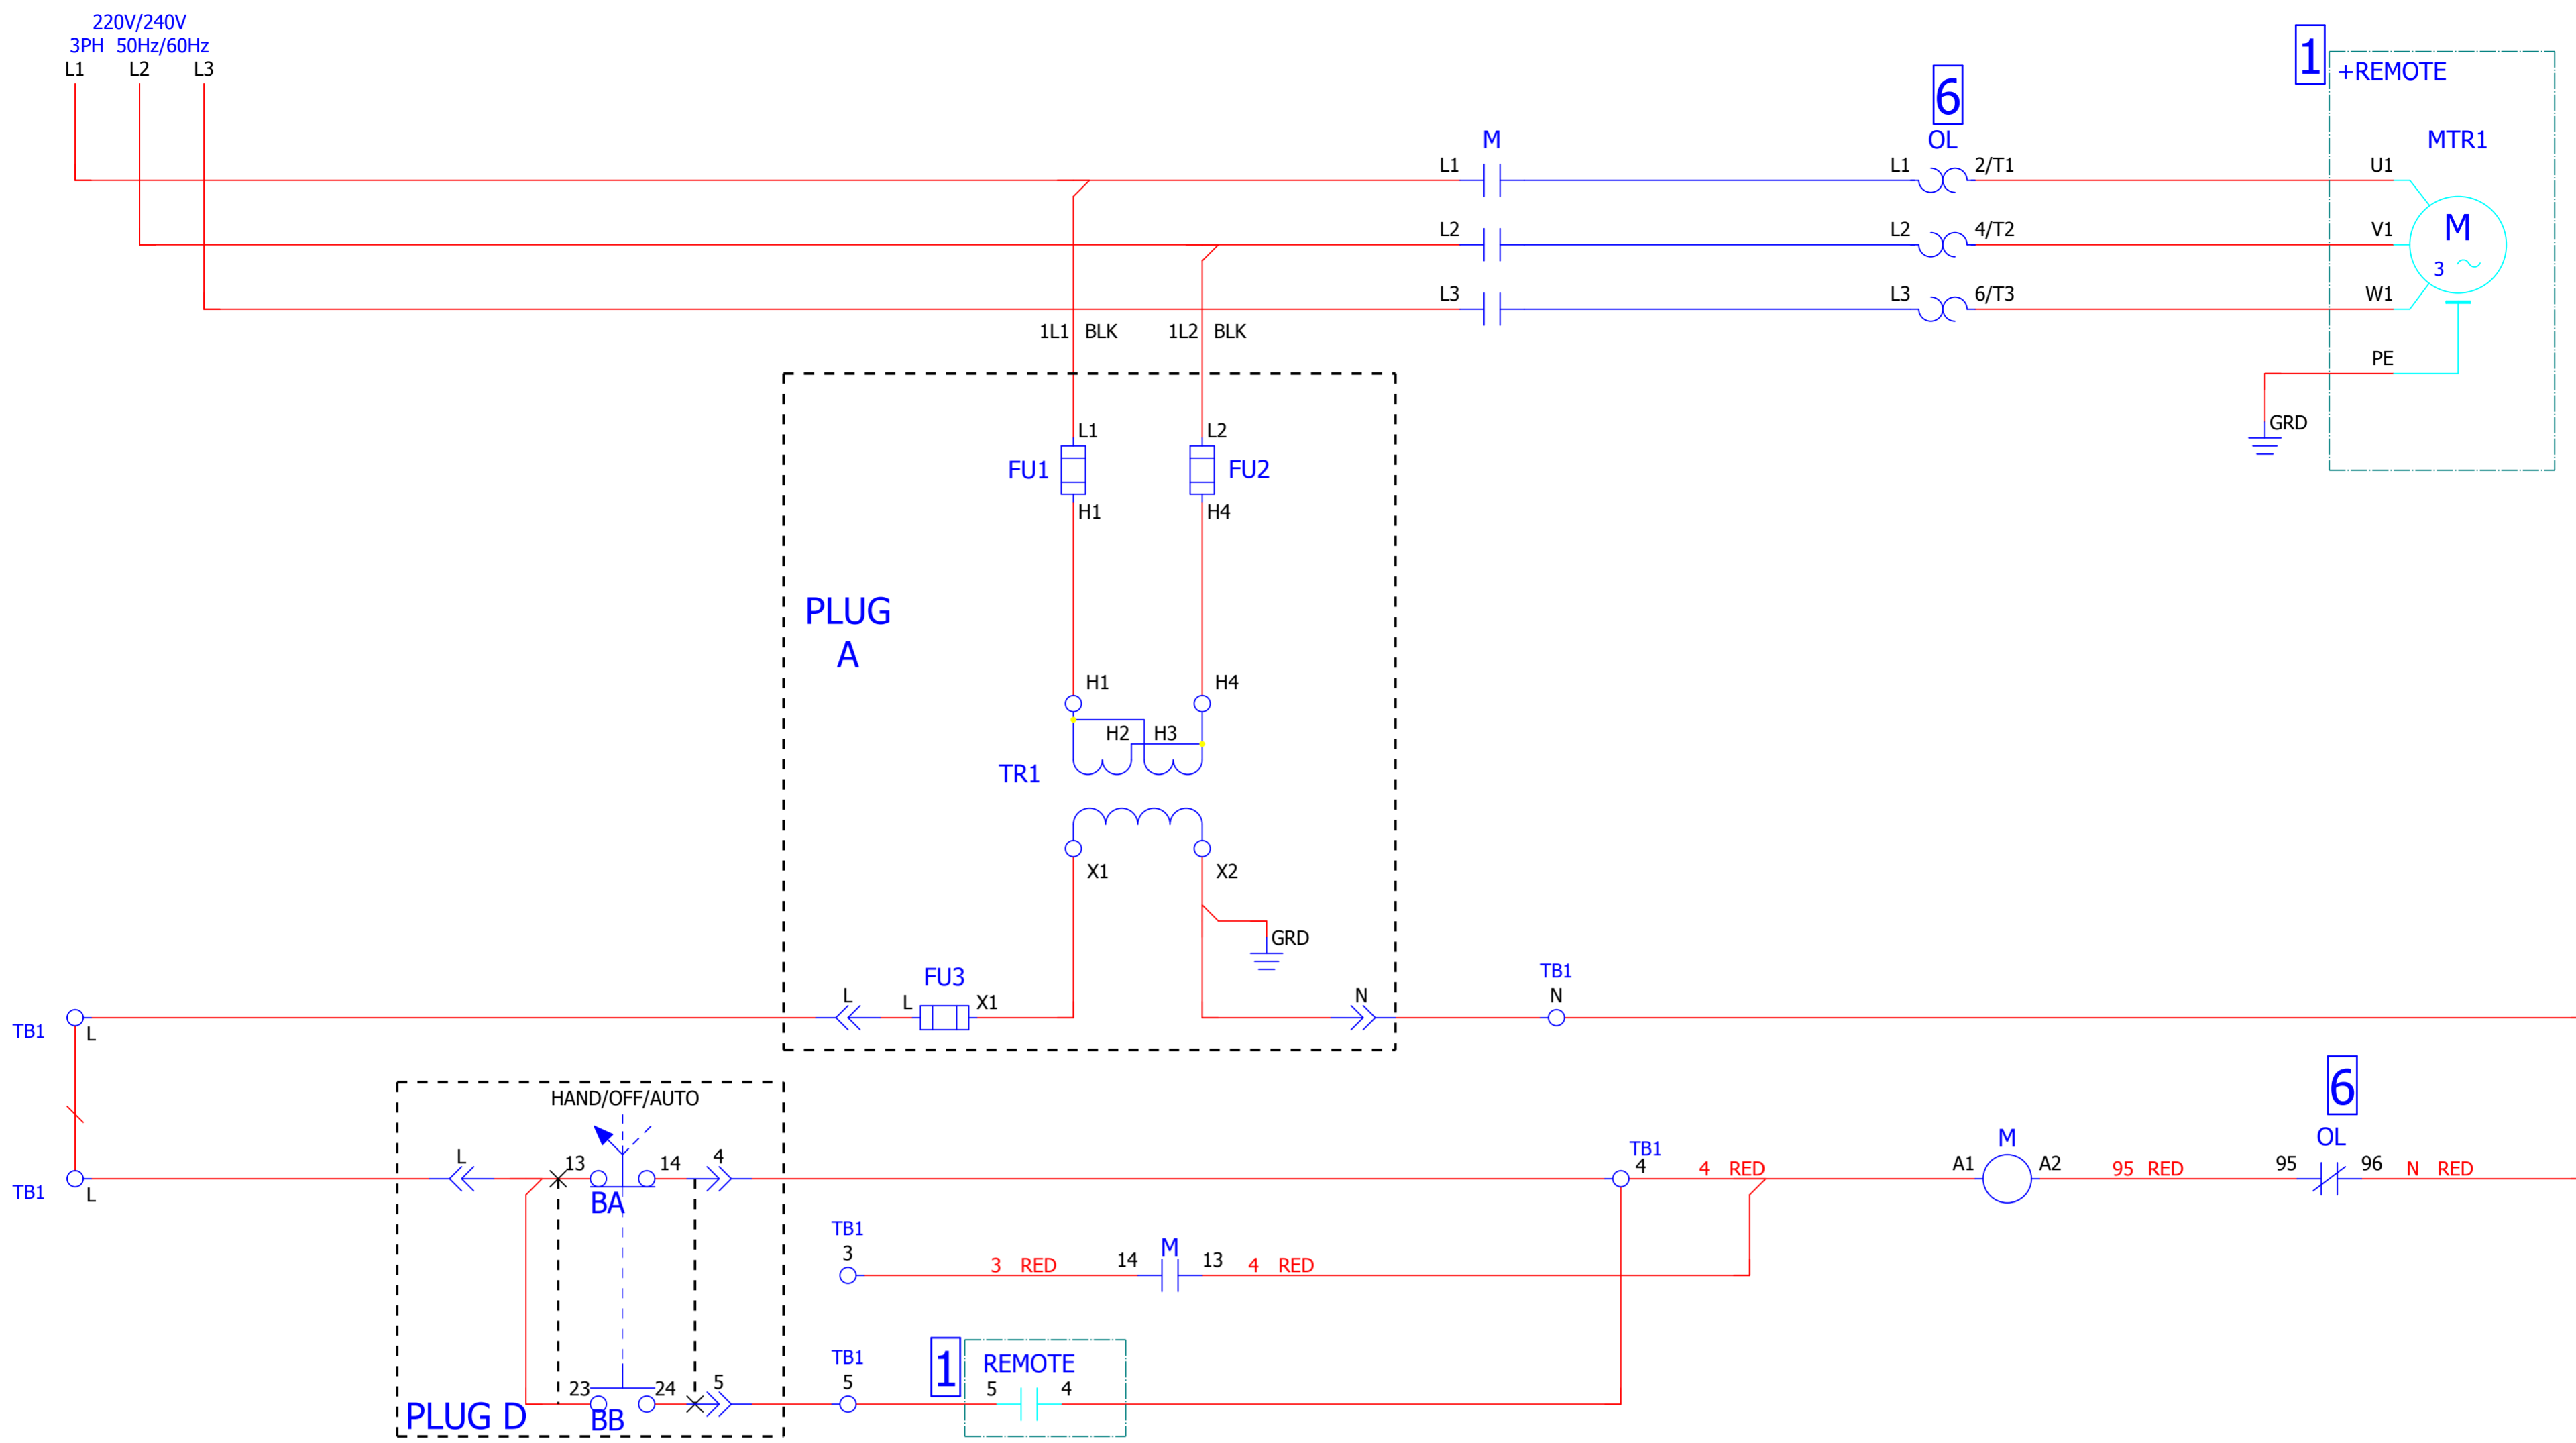 220V/240V
3PH 50Hz/60Hz
L1 L2 L3
1
+REMOTE
6
M
OL
MTR1
L1
L1
2/T1
U1
L2
L2
4/T2
V1
M
3
L3
L3
6/T3
W1
PE
GRD
1L1 BLK
1L2 BLK
L1
L2
FU1
FU2
H1
H4
PLUG
A
H1
H4
H2 H3
TR1
X1
X2
GRD
FU3
L
L
X1
N
TB1
N
TB1
L
TB1
L
HAND/OFF/AUTO
L
13
14
4
BA
TB1
4
4 RED
M
A1
A2
95 RED
6
OL
95
96
N RED
TB1
3
3 RED
14
M
13
4 RED
23
24
5
BB
PLUG D
TB1
5
1
REMOTE
5
4